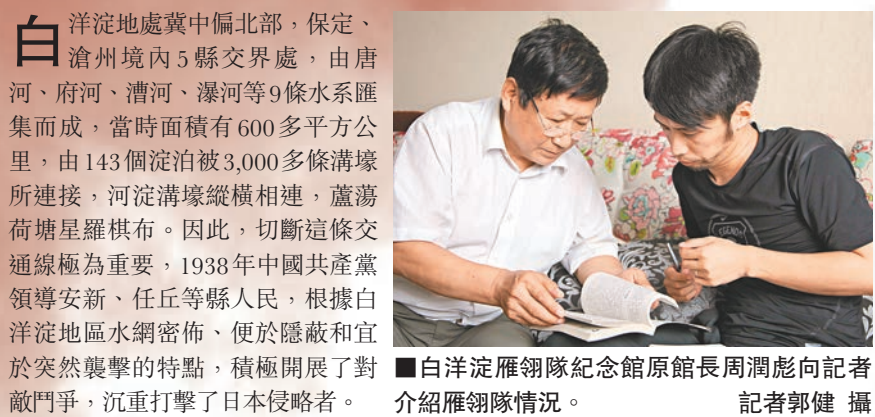 白洋淀地處冀中偏北部，保定、
滄州境內5縣交界處，由唐
河、府河、漕河、瀑河等9條水系匯
集而成，當時面積有600多平方公
里，由143個淀泊被3,000多條溝壕
所連接，河淀溝壕縱橫相連，蘆蕩
荷塘星羅棋布。因此，切斷這條交
通線極為重要，1938年中國共產黨
領導安新、任丘等縣人民，根據白
洋淀地區水網密佈、便於隱蔽和宜
於突然襲擊的特點，積極開展了對
敵鬥爭，沉重打擊了日本侵略者。
■白洋淀雁翎隊紀念館原館長周潤彪向記者
介紹雁翎隊情況。 記者郭健 攝